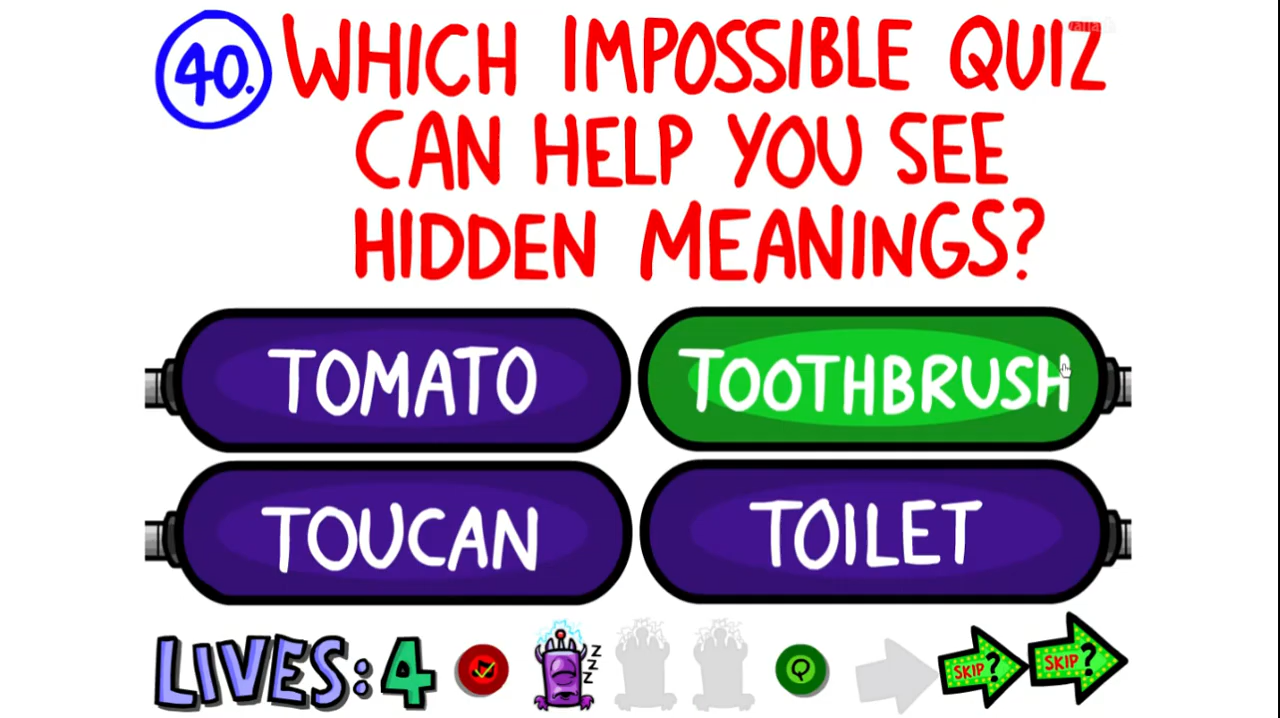 40. WHICH IMPOSSIBLE QUIZ
CAN HELP YOU SEE
HIDDEN MEANINGS?
TOMATO
TOOTHBRUSH
TOUCAN
TOILET
LIVES: 4
Z
Z
Z
Q
SKIP?
SKIP?